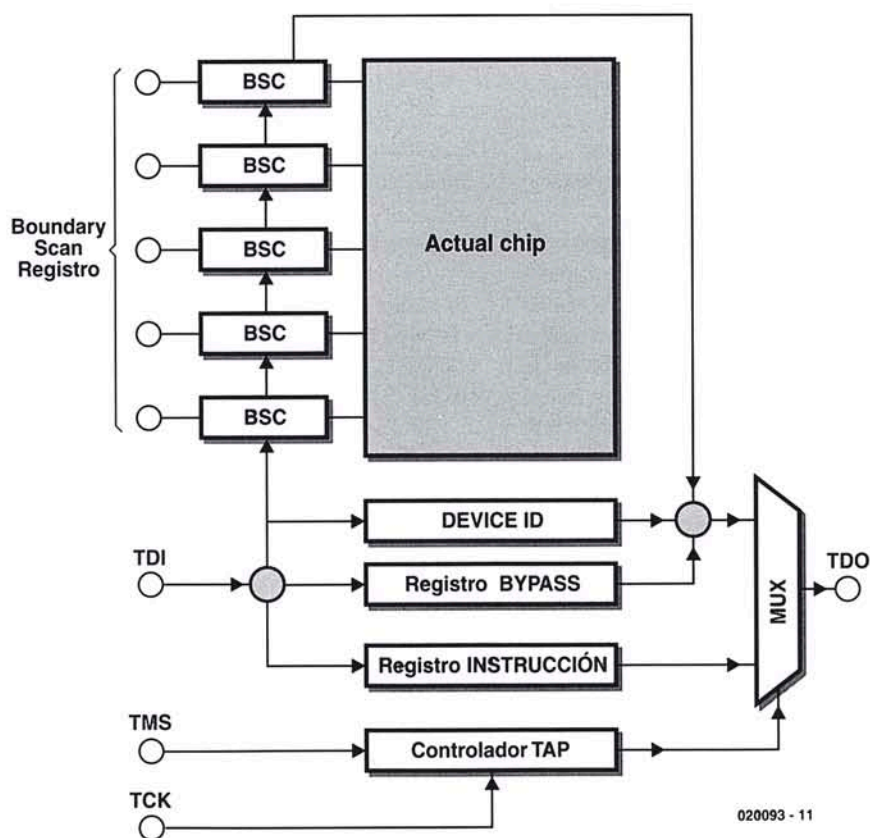 BSC
BSC
BSC
BSC
BSC
Boundary
Scan
Registro
Actual chip
DEVICE ID
TDI
Registro BYPASS
Registro INSTRUCCIÓN
MUX
TDO
TMS
Controlador TAP
TCK
020093 - 11